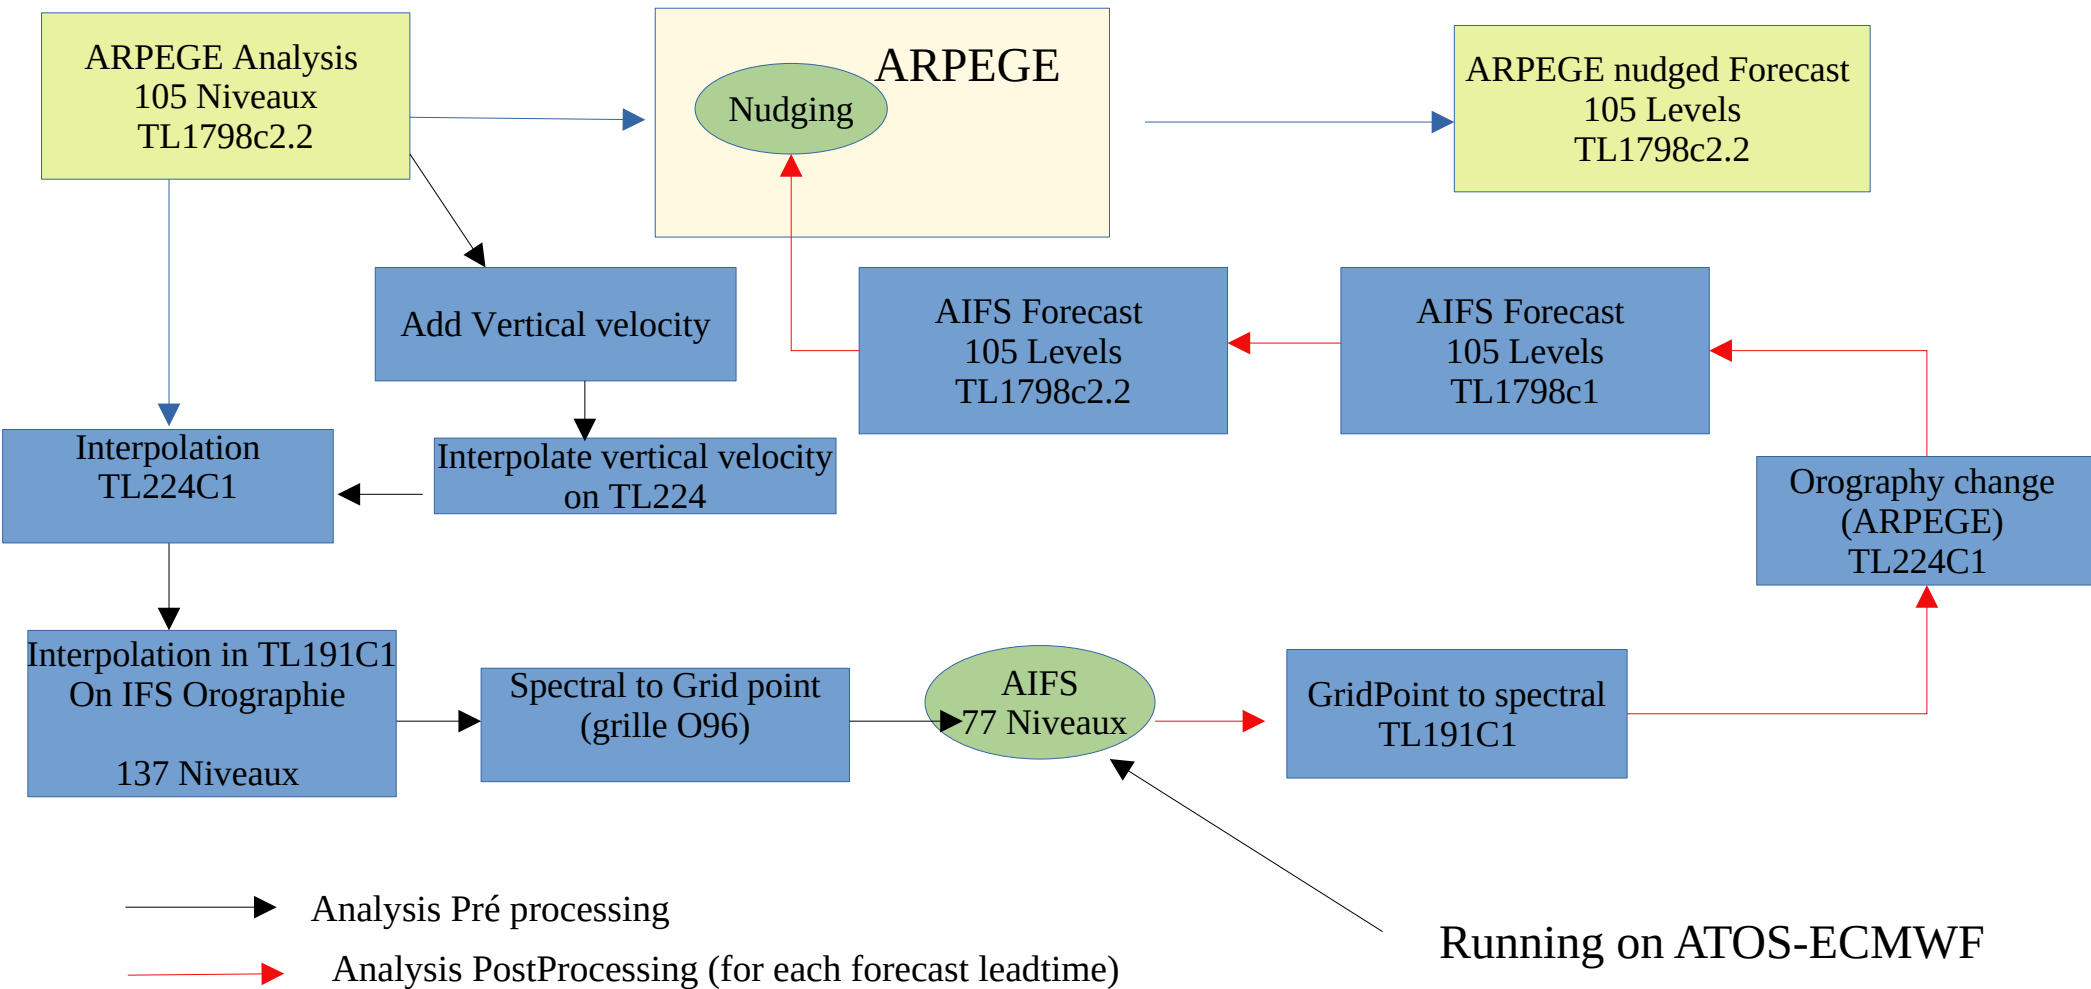 ARPEGE Analysis
105 Niveaux
TL1798c2.2
ARPEGE
Nudging
ARPEGE nudged Forecast
105 Levels
TL1798c2.2
Add Vertical velocity
AIFS Forecast
105 Levels
TL1798c2.2
AIFS Forecast
105 Levels
TL1798c1
Interpolation
TL224C1
Interpolate vertical velocity
on TL224
Orography change
(ARPEGE)
TL224C1
Interpolation in TL191C1
On IFS Orographie
137 Niveaux
Spectral to Grid point
(grille O96)
AIFS
77 Niveaux
GridPoint to spectral
TL191C1
Analysis Pré processing
Analysis PostProcessing (for each forecast leadtime)
Running on ATOS-ECMWF